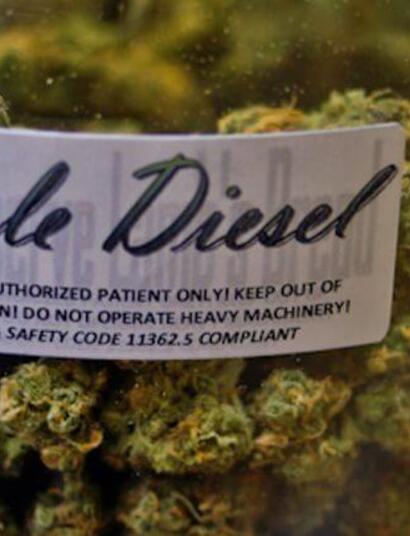 le Diesel
UTHORIZED PATIENT ONLY! KEEP OUT OF
N! DO NOT OPERATE HEAVY MACHINERY!
SAFETY CODE 11362.5 COMPLIANT